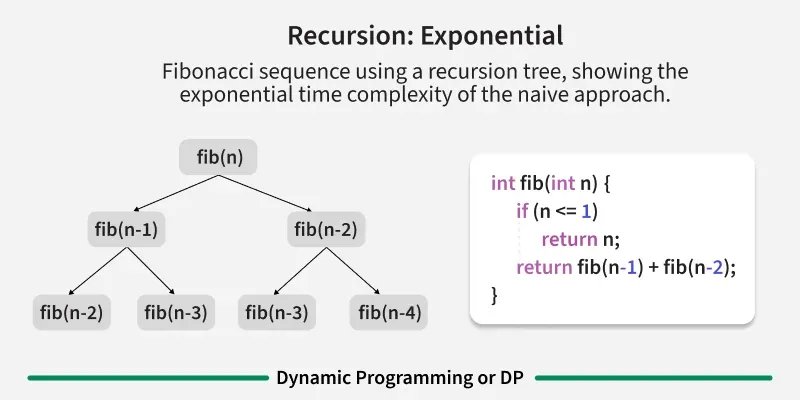 Recursion: Exponential
Fibonacci sequence using a recursion tree, showing the
exponential time complexity of the naive approach.
fib(n)
fib(n-1)
fib(n-2)
fib(n-2)
fib(n-3)
fib(n-3)
fib(n-4)
int fib(int n) {
if (n <= 1)
return n;
return fib(n-1) + fib(n-2);
}
Dynamic Programming or DP